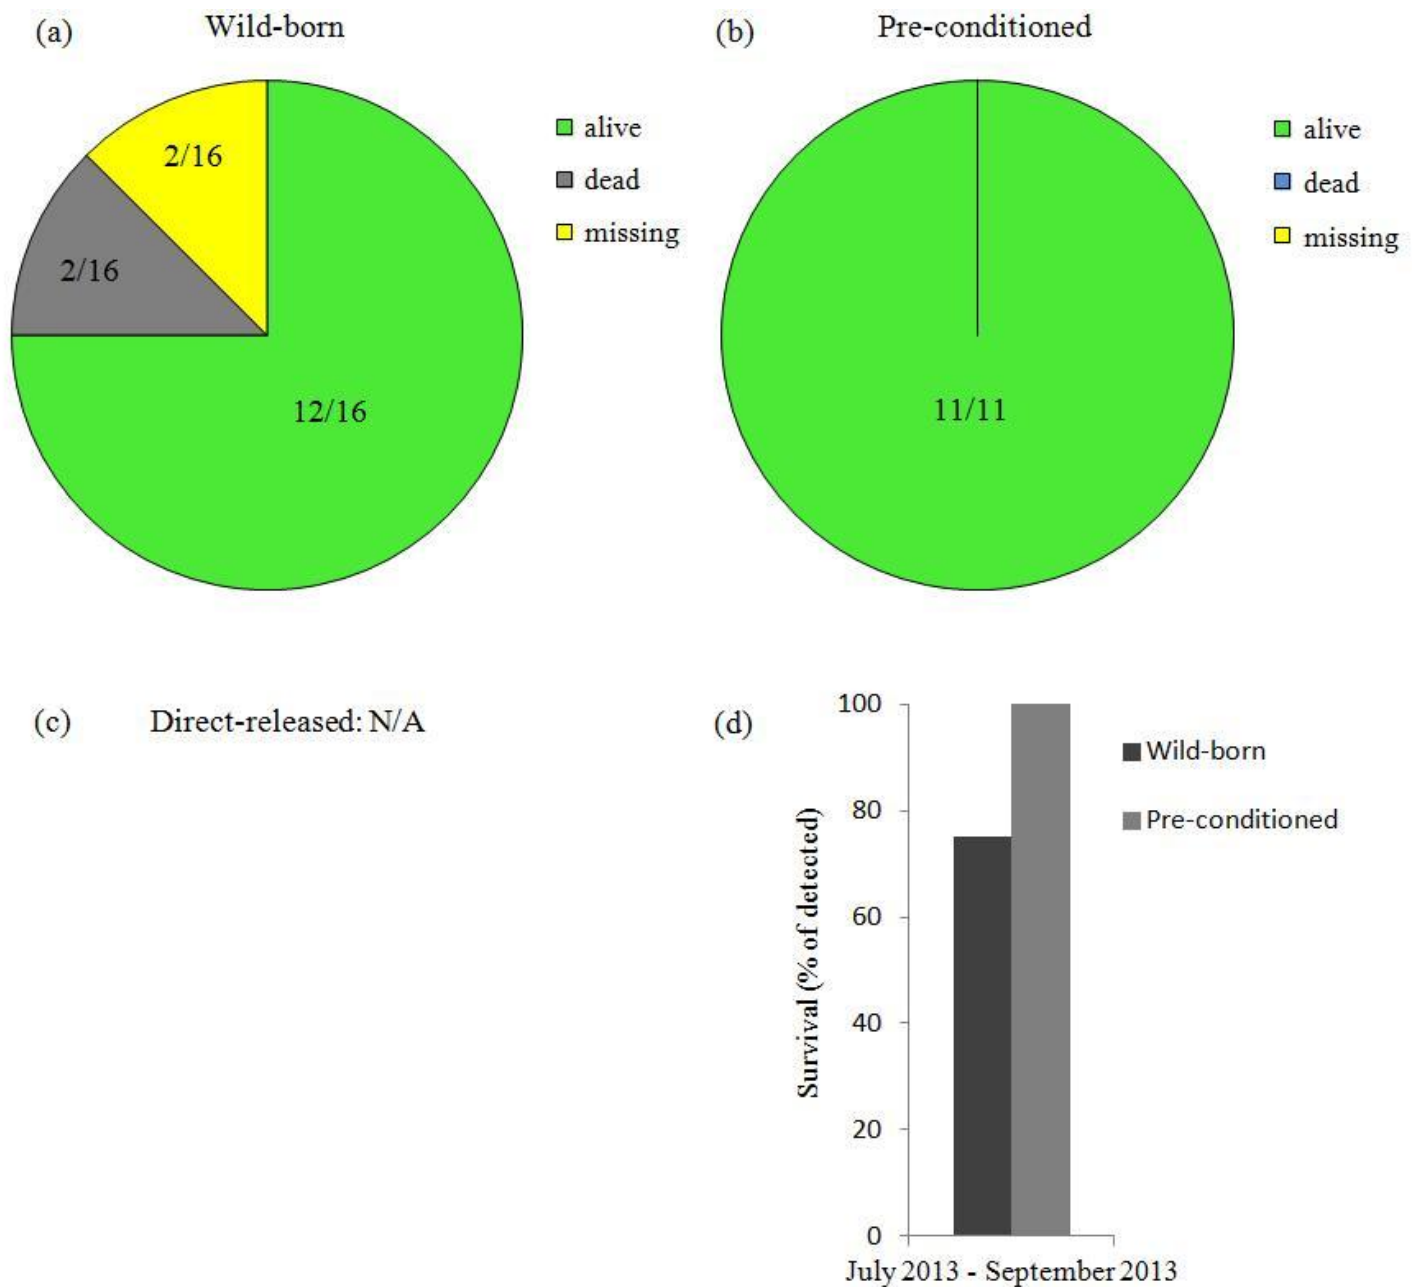 (a) Wild-born
alive
dead
missing
2/16
2/16
12/16
(b) Pre-conditioned
alive
dead
missing
11/11
(c) Direct-released: N/A
(d)
Survival (% of detected)
100
80
60
40
20
0
Wild-born
Pre-conditioned
July 2013 - September 2013